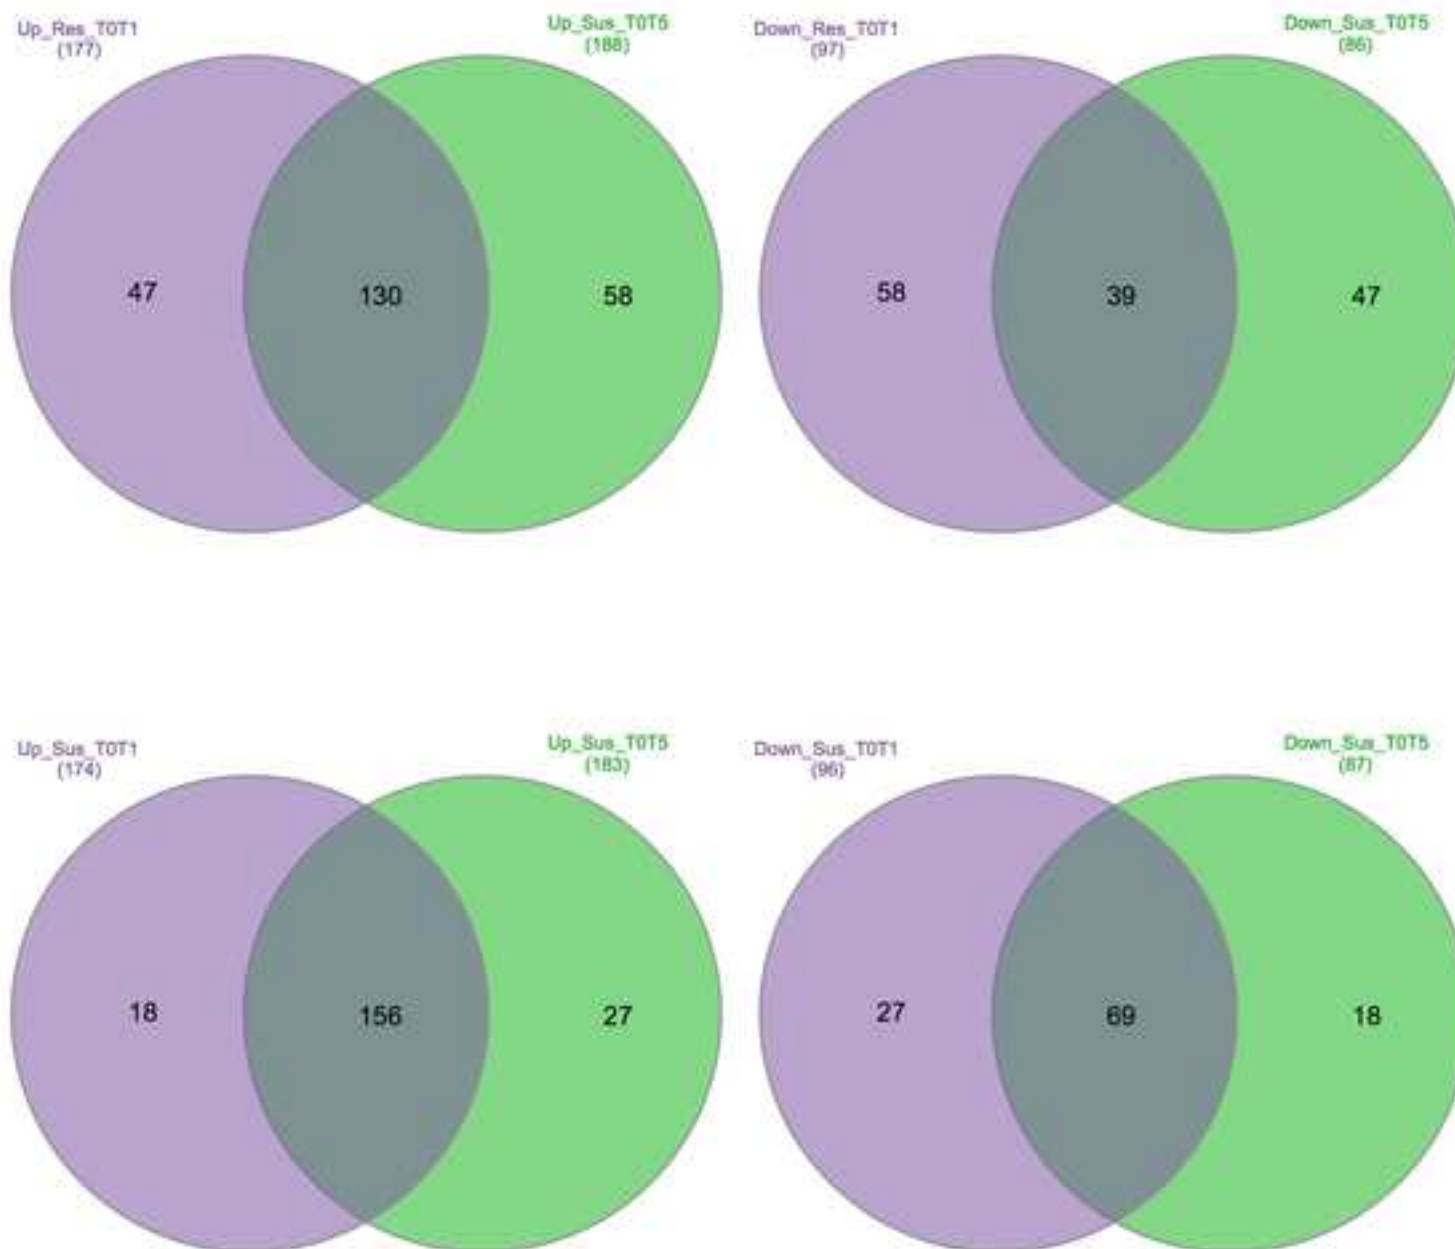 Up_Res_T0T1
(177)
Up_Sus_T0T5
(188)
47
130
58
Down_Res_T0T1
(97)
Down_Sus_T0T5
(86)
58
39
47
Up_Sus_T0T1
(174)
Up_Sus_T0T5
(183)
18
156
27
Down_Sus_T0T1
(96)
Down_Sus_T0T5
(87)
27
69
18